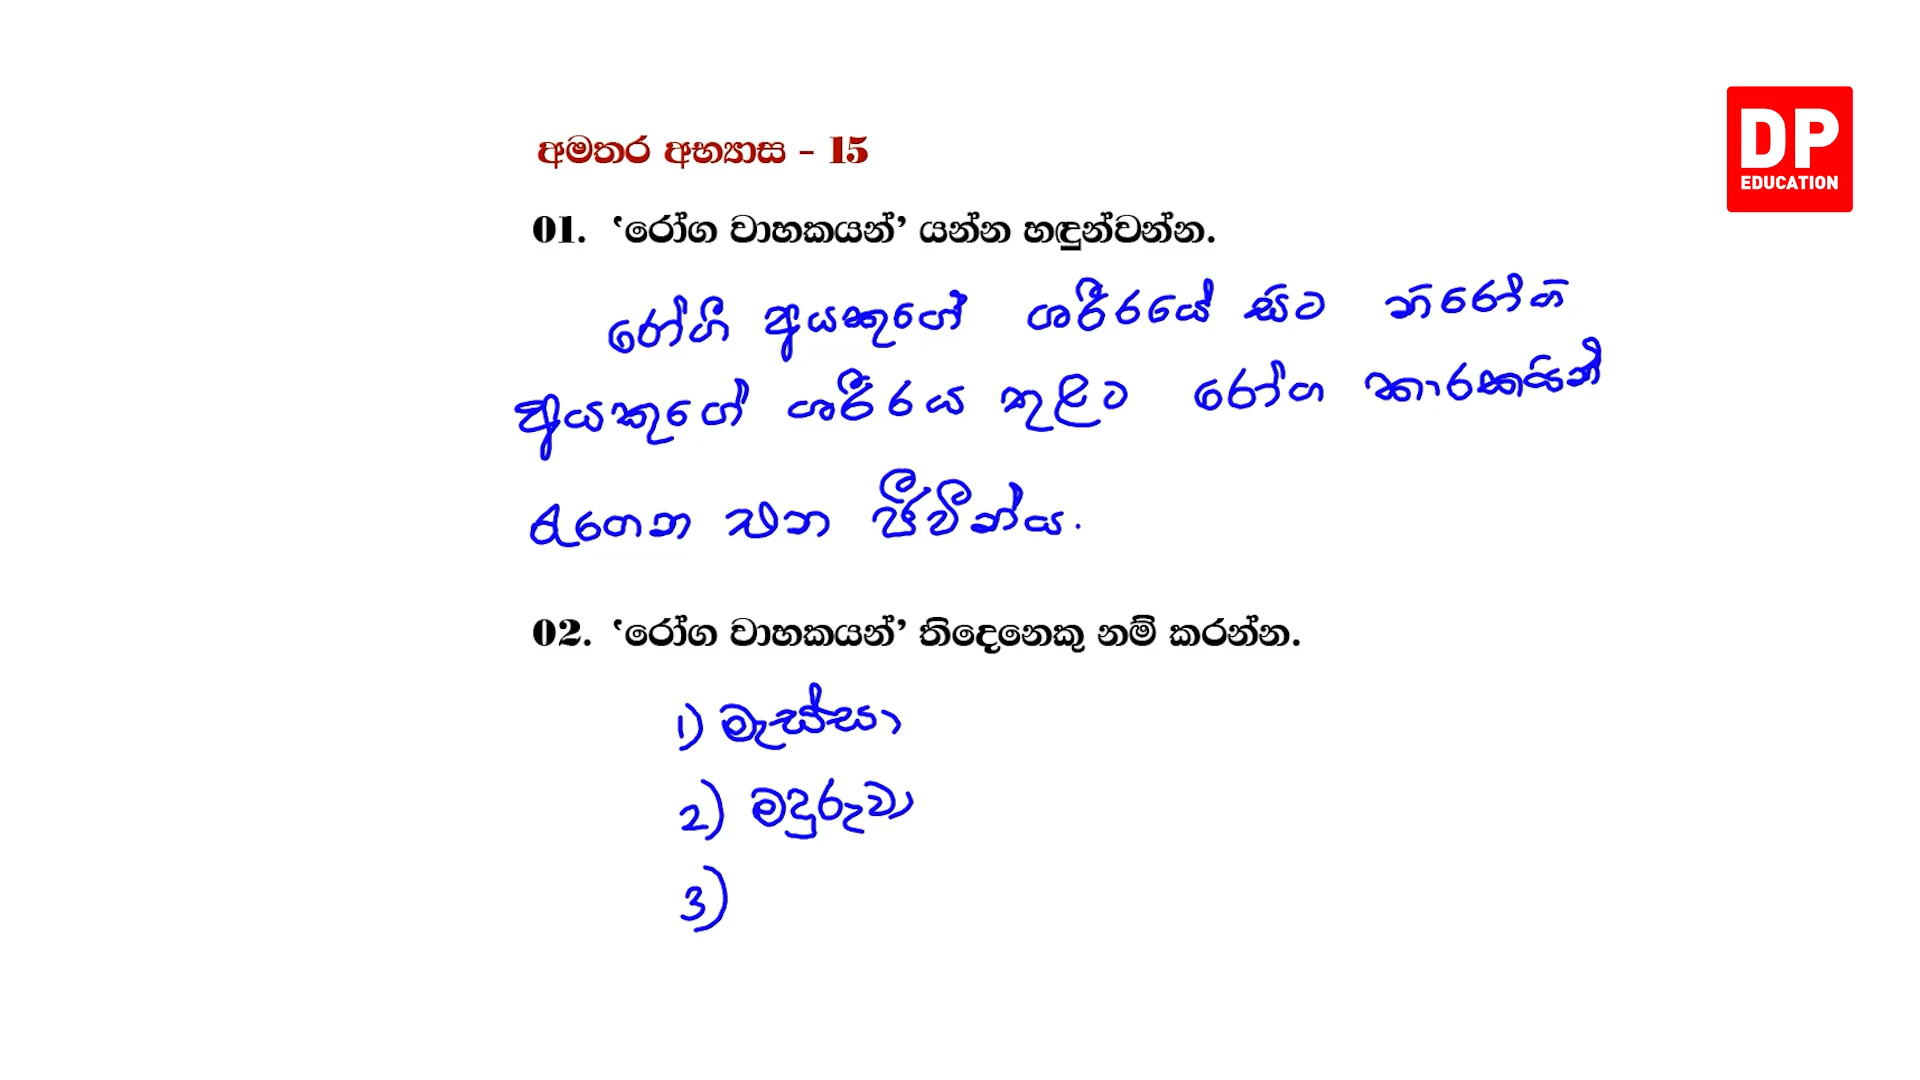 DP
EDUCATION
අමතර අභ්‍යාස - 15
01. ‘රෝග වාහකයන්’ යන්න හඳුන්වන්න.
රෝගී අයකුගේ ශරීරයේ සිට නිරෝගි
අයකුගේ ශරීරය තුළට රෝග කාරකයින්
රැගෙන එන ජීවීන්ය.
02. ‘රෝග වාහකයන්’ තිදෙනෙකු නම් කරන්න.
1) මැස්සා
2) මදුරුවා
3)